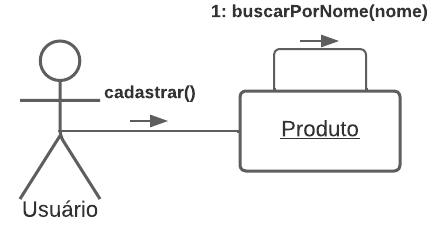 1: buscarPorNome(nome)
cadastrar()
Produto
Usuário